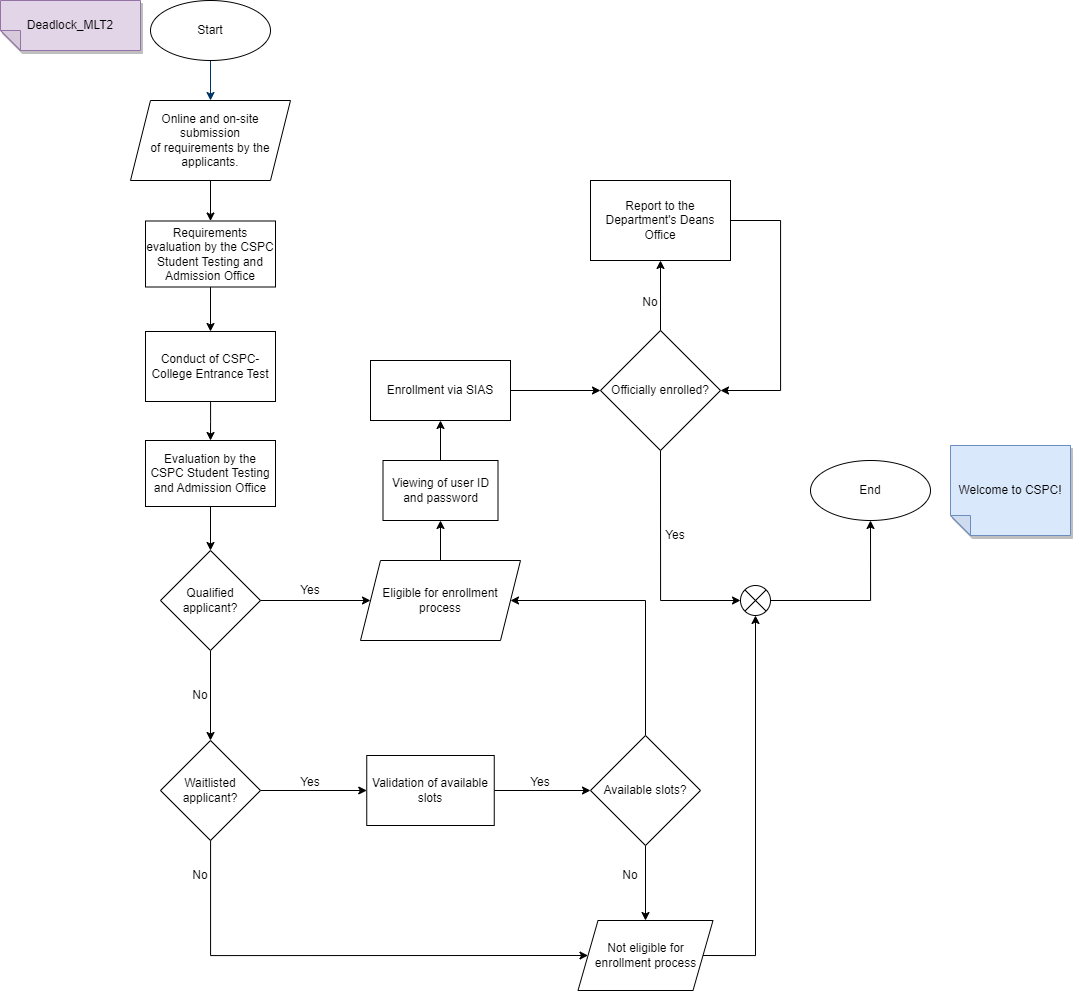 Deadlock_MLT2
Start
Online and on-site
submission
of requirements by the
applicants.
Requirements
evaluation by the CSPC
Student Testing and
Admission Office
Conduct of CSPC-
College Entrance Test
Evaluation by the
CSPC Student Testing
and Admission Office
Qualified
applicant?
Yes
No
Eligible for enrollment
process
Viewing of user ID
and password
Enrollment via SIAS
Officially enrolled?
No
Report to the
Department's Deans
Office
Yes
End
Welcome to CSPC!
Waitlisted
applicant?
Yes
Validation of available
slots
Yes
Available slots?
No
No
Not eligible for
enrollment process